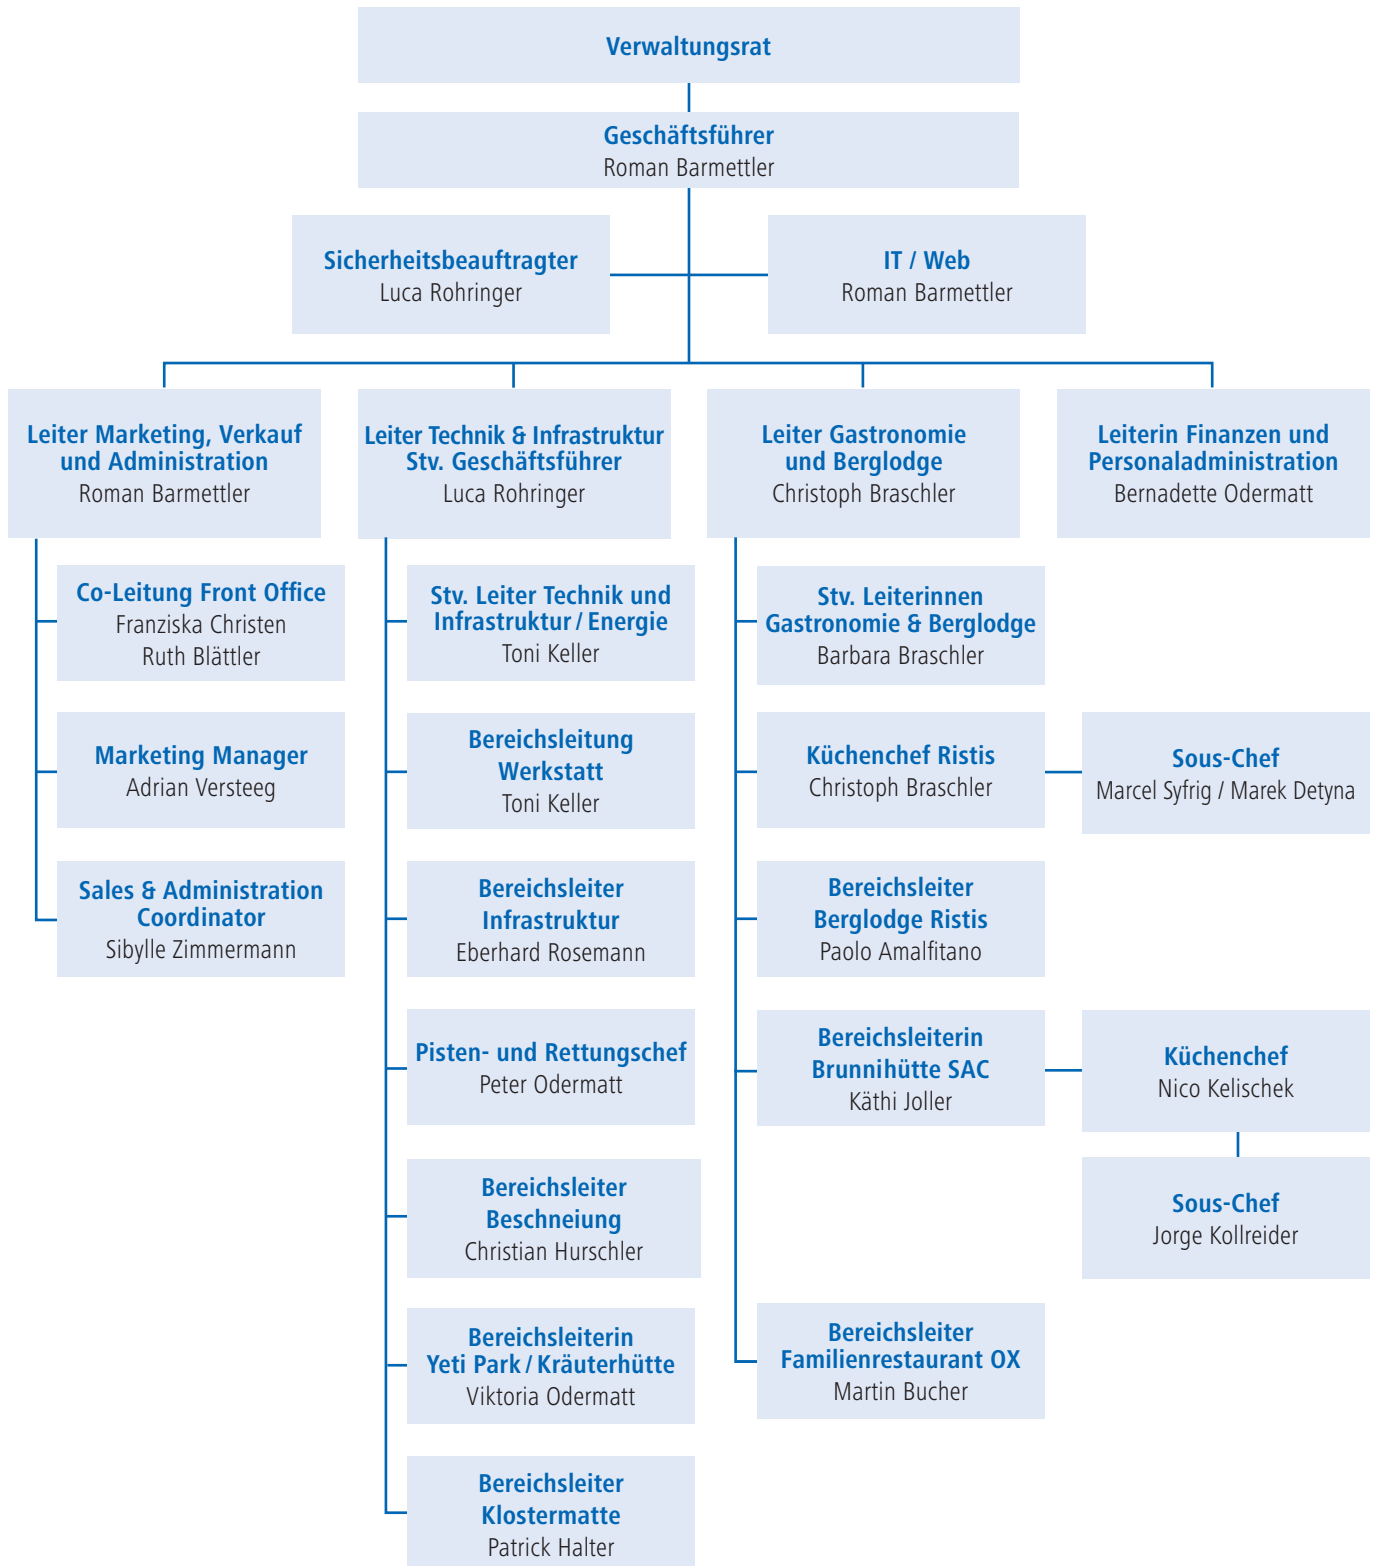 Verwaltungsrat
Geschäftsführer
Roman Barmettler
Sicherheitsbeauftragter
Luca Rohringer
IT / Web
Roman Barmettler
Leiter Marketing, Verkauf
und Administration
Roman Barmettler
Leiter Technik & Infrastruktur
Stv. Geschäftsführer
Luca Rohringer
Leiter Gastronomie
und Berglodge
Christoph Braschler
Leiterin Finanzen und
Personaladministration
Bernadette Odermatt
Co-Leitung Front Office
Franziska Christen
Ruth Blättler
Marketing Manager
Adrian Versteeg
Sales & Administration
Coordinator
Sibylle Zimmermann
Stv. Leiter Technik und
Infrastruktur / Energie
Toni Keller
Bereichsleitung
Werkstatt
Toni Keller
Bereichsleiter
Infrastruktur
Eberhard Rosemann
Pisten- und Rettungschef
Peter Odermatt
Bereichsleiter
Beschneiung
Christian Hurschler
Bereichsleiterin
Yeti Park / Kräuterhütte
Viktoria Odermatt
Bereichsleiter
Klostermatte
Patrick Halter
Stv. Leiterinnen
Gastronomie & Berglodge
Barbara Braschler
Küchenchef Ristis
Christoph Braschler
Sous-Chef
Marcel Syfrig / Marek Detyna
Bereichsleiter
Berglodge Ristis
Paolo Amalfitano
Bereichsleiterin
Brunnihütte SAC
Käthi Joller
Küchenchef
Nico Kelischek
Sous-Chef
Jorge Kollreider
Bereichsleiter
Familienrestaurant OX
Martin Bucher